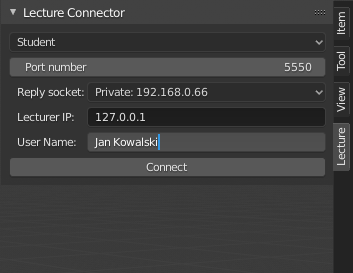 Lecture Connector
Student
Port number 5550
Reply socket: Private: 192.168.0.66
Lecturer IP: 127.0.0.1
User Name: Jan Kowalski
Connect
Item
Tool
View
Lecture